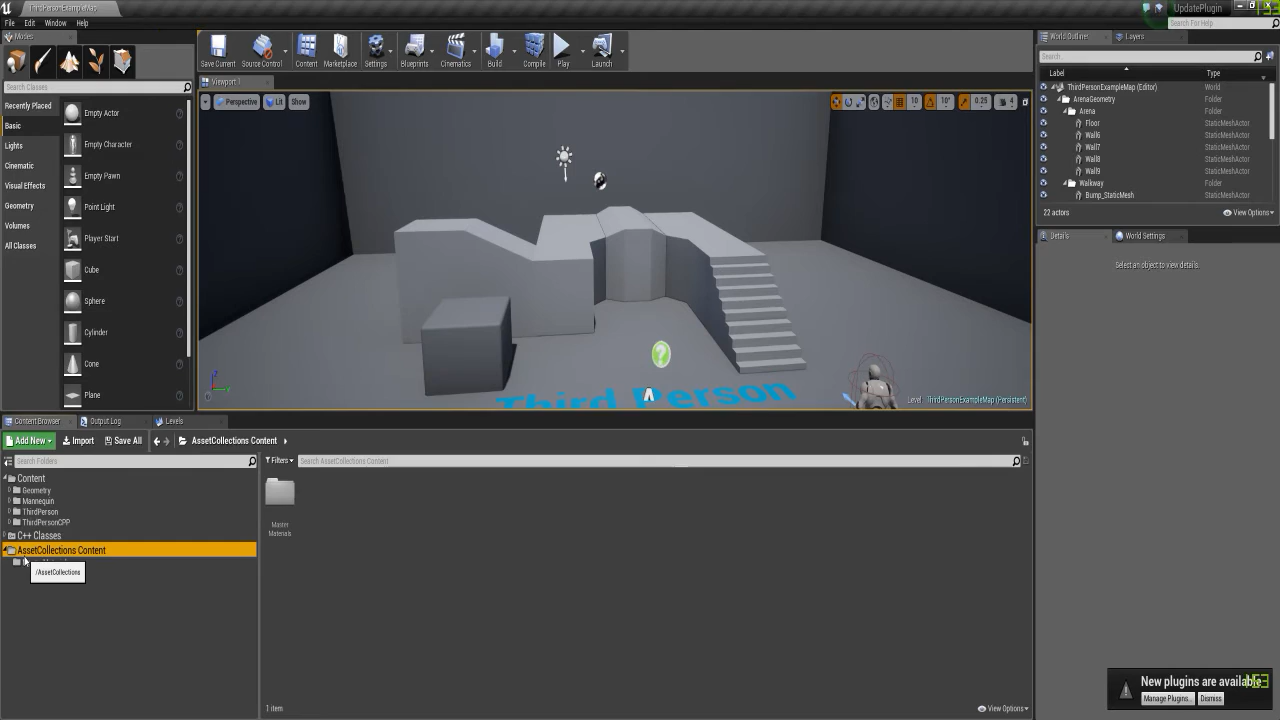 ThirdPersonExampleMap
UpdatePlugin
File Edit Window Help
Search For Help
Modes
Search Classes
Recently Placed
Basic
Lights
Cinematic
Visual Effects
Geometry
Volumes
All Classes
Empty Actor
Empty Character
Empty Pawn
Point Light
Player Start
Cube
Sphere
Cylinder
Cone
Plane
Save Current
Source Control
Content
Marketplace
Settings
Blueprints
Cinematics
Build
Compile
Play
Launch
Viewport 1
Perspective
Lit
Show
10
10°
0.25
4
Third Person
Level: ThirdPersonExampleMap (Persistent)
World Outliner
Layers
Search...
Label Type
ThirdPersonExampleMap (Editor) World
ArenaGeometry Folder
Arena Folder
Floor StaticMeshActor
Wall6 StaticMeshActor
Wall7 StaticMeshActor
Wall8 StaticMeshActor
Wall9 StaticMeshActor
Walkway Folder
Bump_StaticMesh StaticMeshActor
22 actors
View Options
Details
World Settings
Select an object to view details.
Content Browser
Output Log
Levels
Add New
Import
Save All
AssetCollections Content
Search Folders
Filters
Search AssetCollections Content
Content
Geometry
Mannequin
ThirdPerson
ThirdPersonCPP
C++ Classes
AssetCollections Content
/AssetCollections
Master
Materials
1 item
View Options
New plugins are available
Manage Plugins...
Dismiss